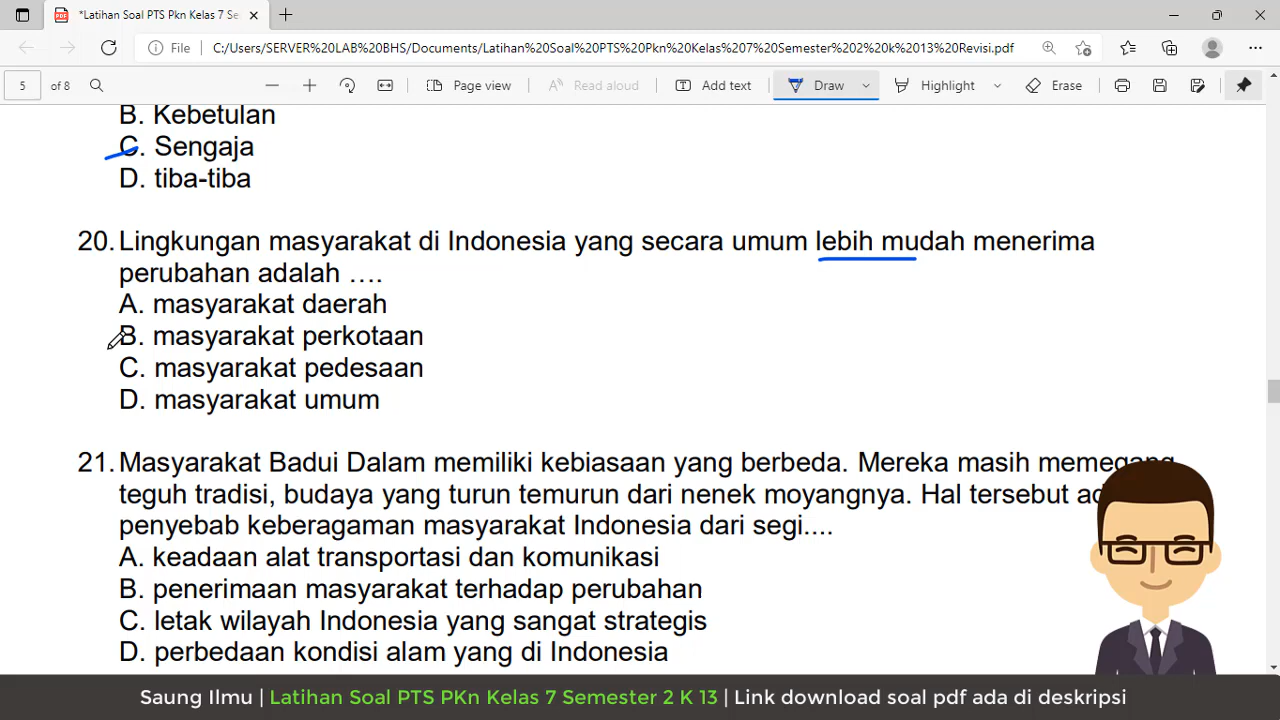 *Latihan Soal PTS Pkn Kelas 7 Se
File C:/Users/SERVER%20LAB%20BHS/Documents/Latihan%20Soal%20PTS%20Pkn%20Kelas%207%20Semester%202%20k%2013%20Revisi.pdf
5 of 8 Page view Read aloud Add text Draw Highlight Erase
B. Kebetulan
C. Sengaja
D. tiba-tiba
20. Lingkungan masyarakat di Indonesia yang secara umum lebih mudah menerima
perubahan adalah ….
A. masyarakat daerah
B. masyarakat perkotaan
C. masyarakat pedesaan
D. masyarakat umum
21. Masyarakat Badui Dalam memiliki kebiasaan yang berbeda. Mereka masih memegang
teguh tradisi, budaya yang turun temurun dari nenek moyangnya. Hal tersebut
penyebab keberagaman masyarakat Indonesia dari segi....
A. keadaan alat transportasi dan komunikasi
B. penerimaan masyarakat terhadap perubahan
C. letak wilayah Indonesia yang sangat strategis
D. perbedaan kondisi alam yang di Indonesia
Saung Ilmu | Latihan Soal PTS PKn Kelas 7 Semester 2 K 13 | Link download soal pdf ada di deskripsi